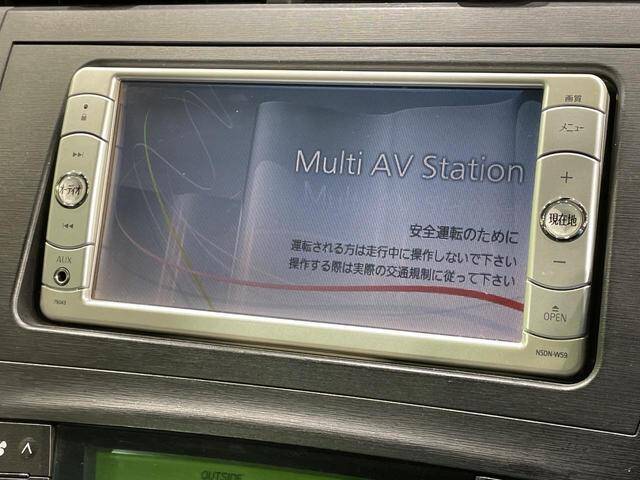 画質
メニュー
オーディオ
AUX
75043
Multi AV Station
安全運転のために
運転される方は走行中に操作しないで下さい
操作する際は実際の交通規制に従って下さい
現在地
OPEN
NSDN-W59
OUTSIDE